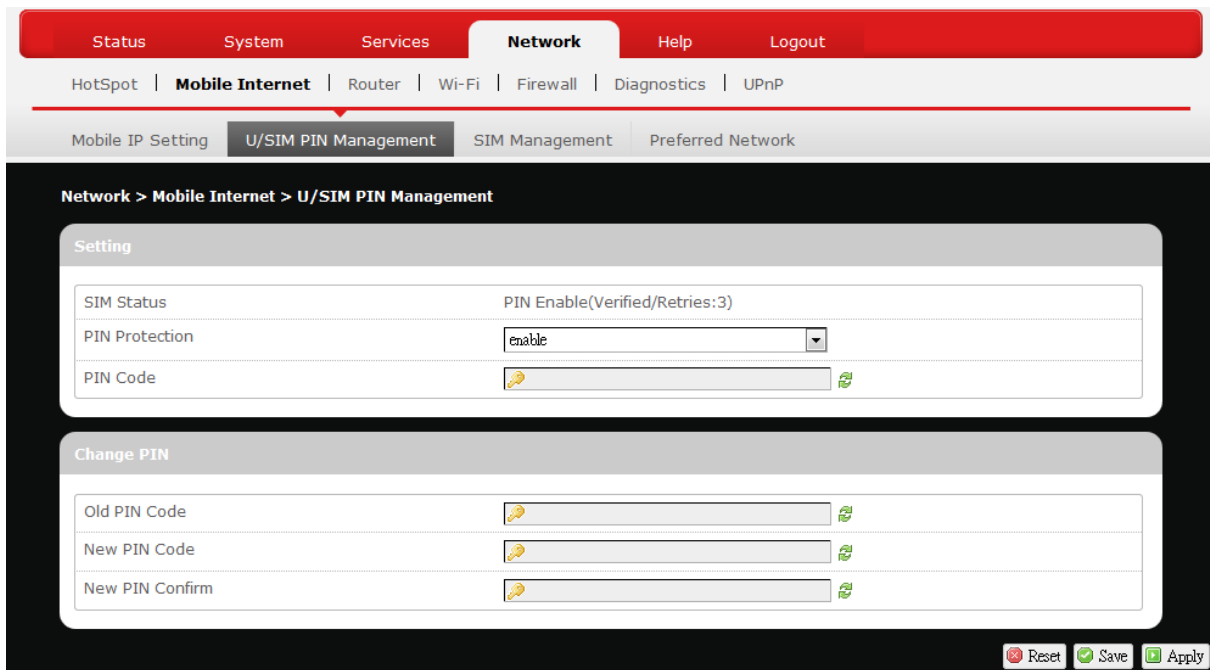 Status System Services Network Help Logout
HotSpot | Mobile Internet | Router | Wi-Fi | Firewall | Diagnostics | UPnP
Mobile IP Setting U/SIM PIN Management SIM Management Preferred Network
Network > Mobile Internet > U/SIM PIN Management
Setting
SIM Status PIN Enable(Verified/Retries:3)
PIN Protection enable
PIN Code
Change PIN
Old PIN Code
New PIN Code
New PIN Confirm
Reset Save Apply